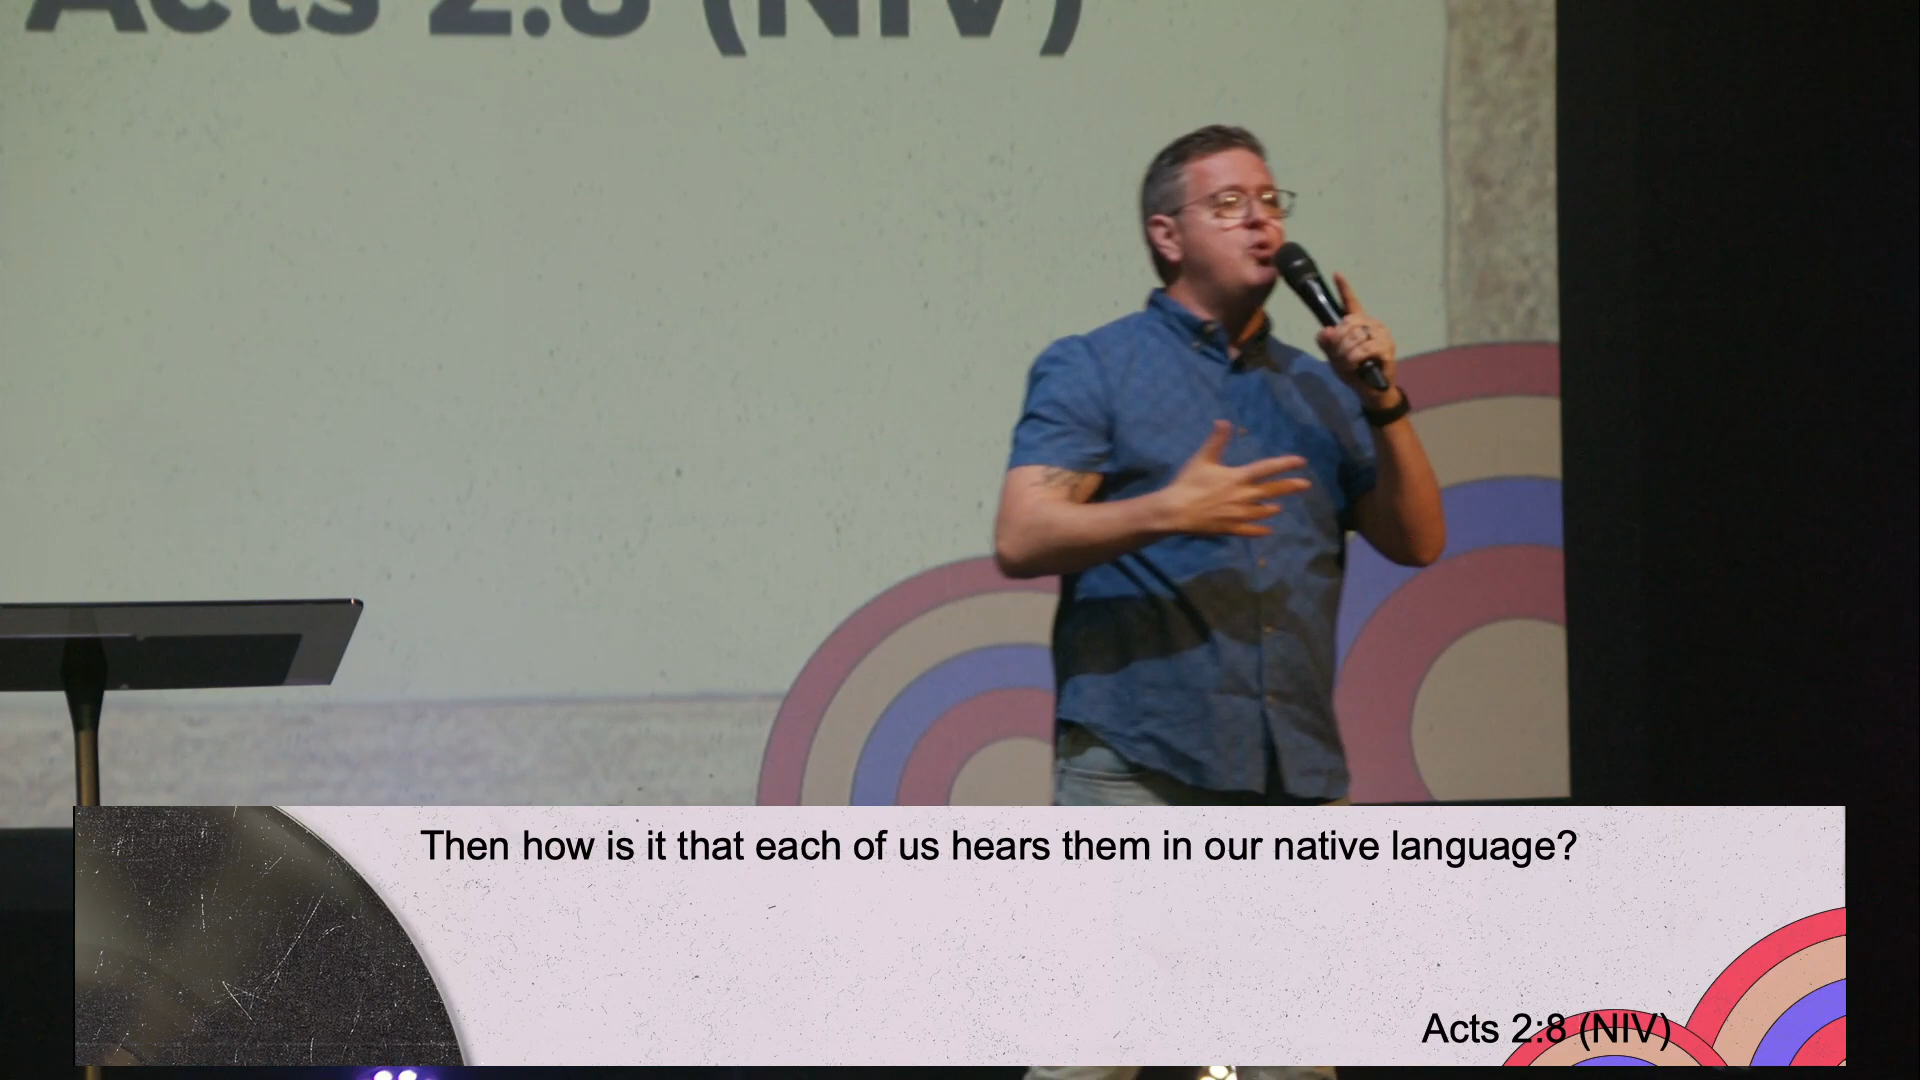 Acts 2:8 (NIV)
Then how is it that each of us hears them in our native language?
Acts 2:8 (NIV)